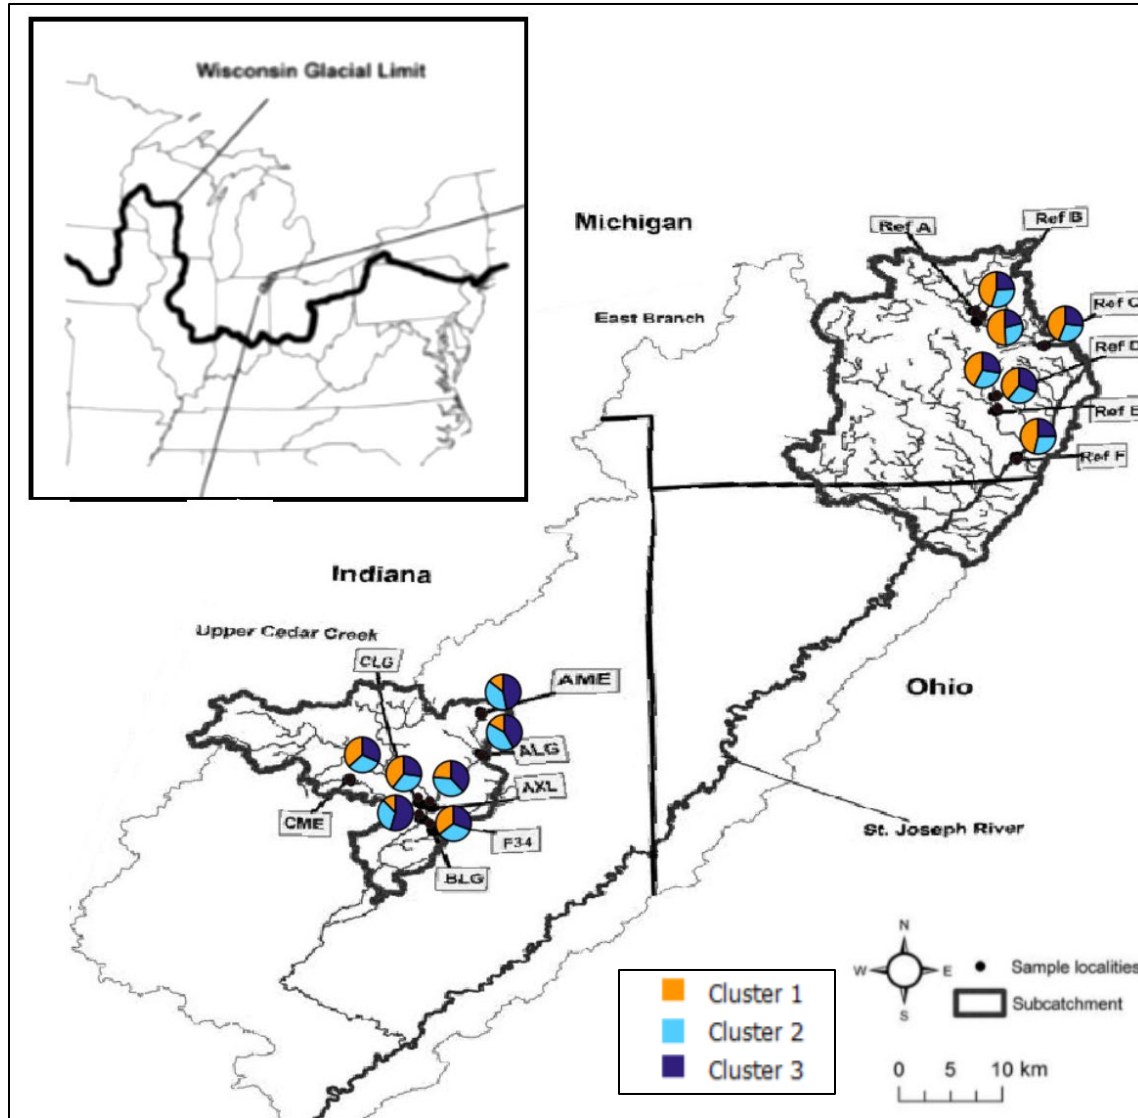 Wisconsin Glacial Limit
Michigan
Ref A
Ref B
East Branch
Ref C
Ref D
Ref E
Ref F
Indiana
Upper Cedar Creek
CLG
AME
ALG
AXL
CME
F34
BLG
Ohio
St. Joseph River
N
W
E
S
Sample localities
Subcatchment
Cluster 1
Cluster 2
Cluster 3
0 5 10 km